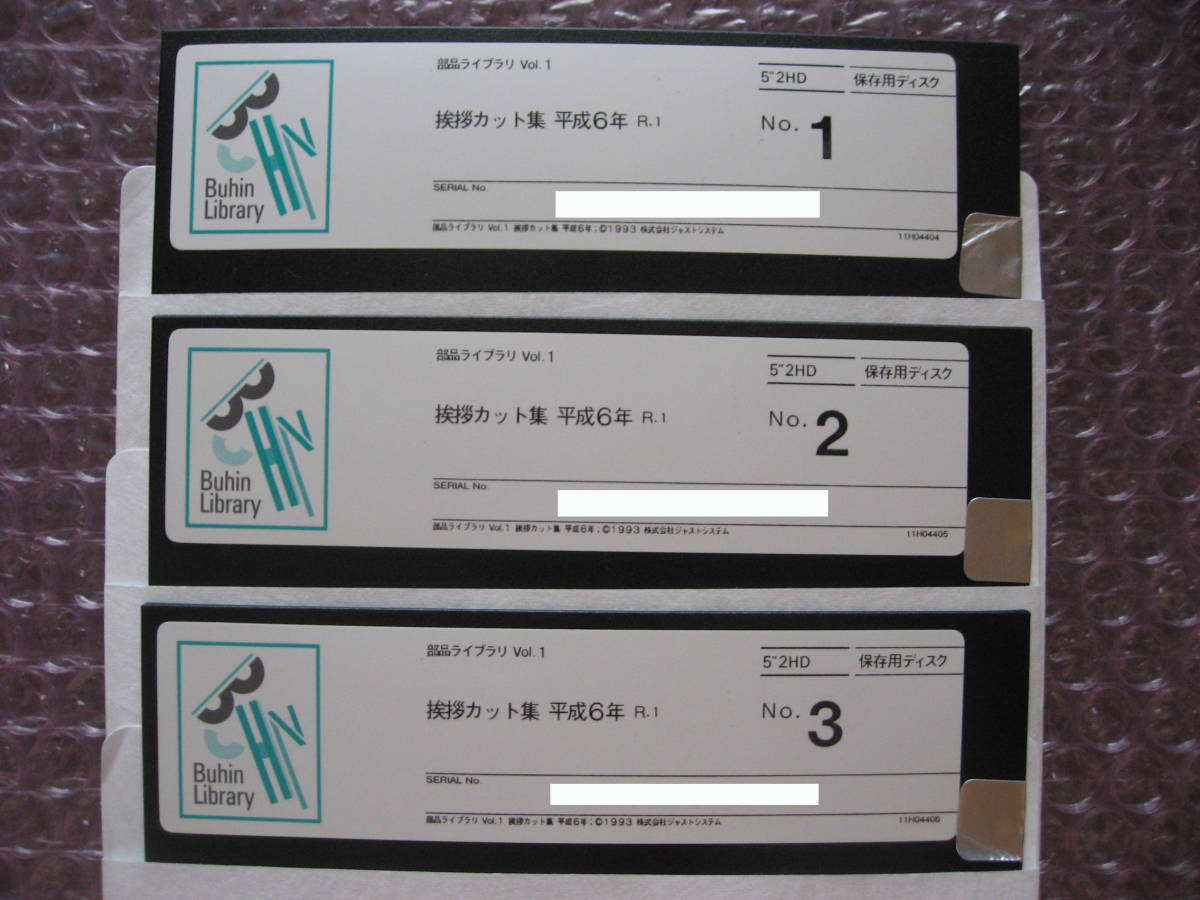 部品ライブラリ Vol.1
5"2HD 保存用ディスク
挨拶カット集 平成6年 R.1
No. 1
Buhin
Library
SERIAL No.
部品ライブラリ Vol.1 挨拶カット集 平成6年;©1993 株式会社ジャストシステム
11H04404
部品ライブラリ Vol.1
5"2HD 保存用ディスク
挨拶カット集 平成6年 R.1
No. 2
Buhin
Library
SERIAL No.
部品ライブラリ Vol.1 挨拶カット集 平成6年;©1993 株式会社ジャストシステム
11H04405
部品ライブラリ Vol.1
5"2HD 保存用ディスク
挨拶カット集 平成6年 R.1
No. 3
Buhin
Library
SERIAL No.
部品ライブラリ Vol.1 挨拶カット集 平成6年;©1993 株式会社ジャストシステム
11H04406